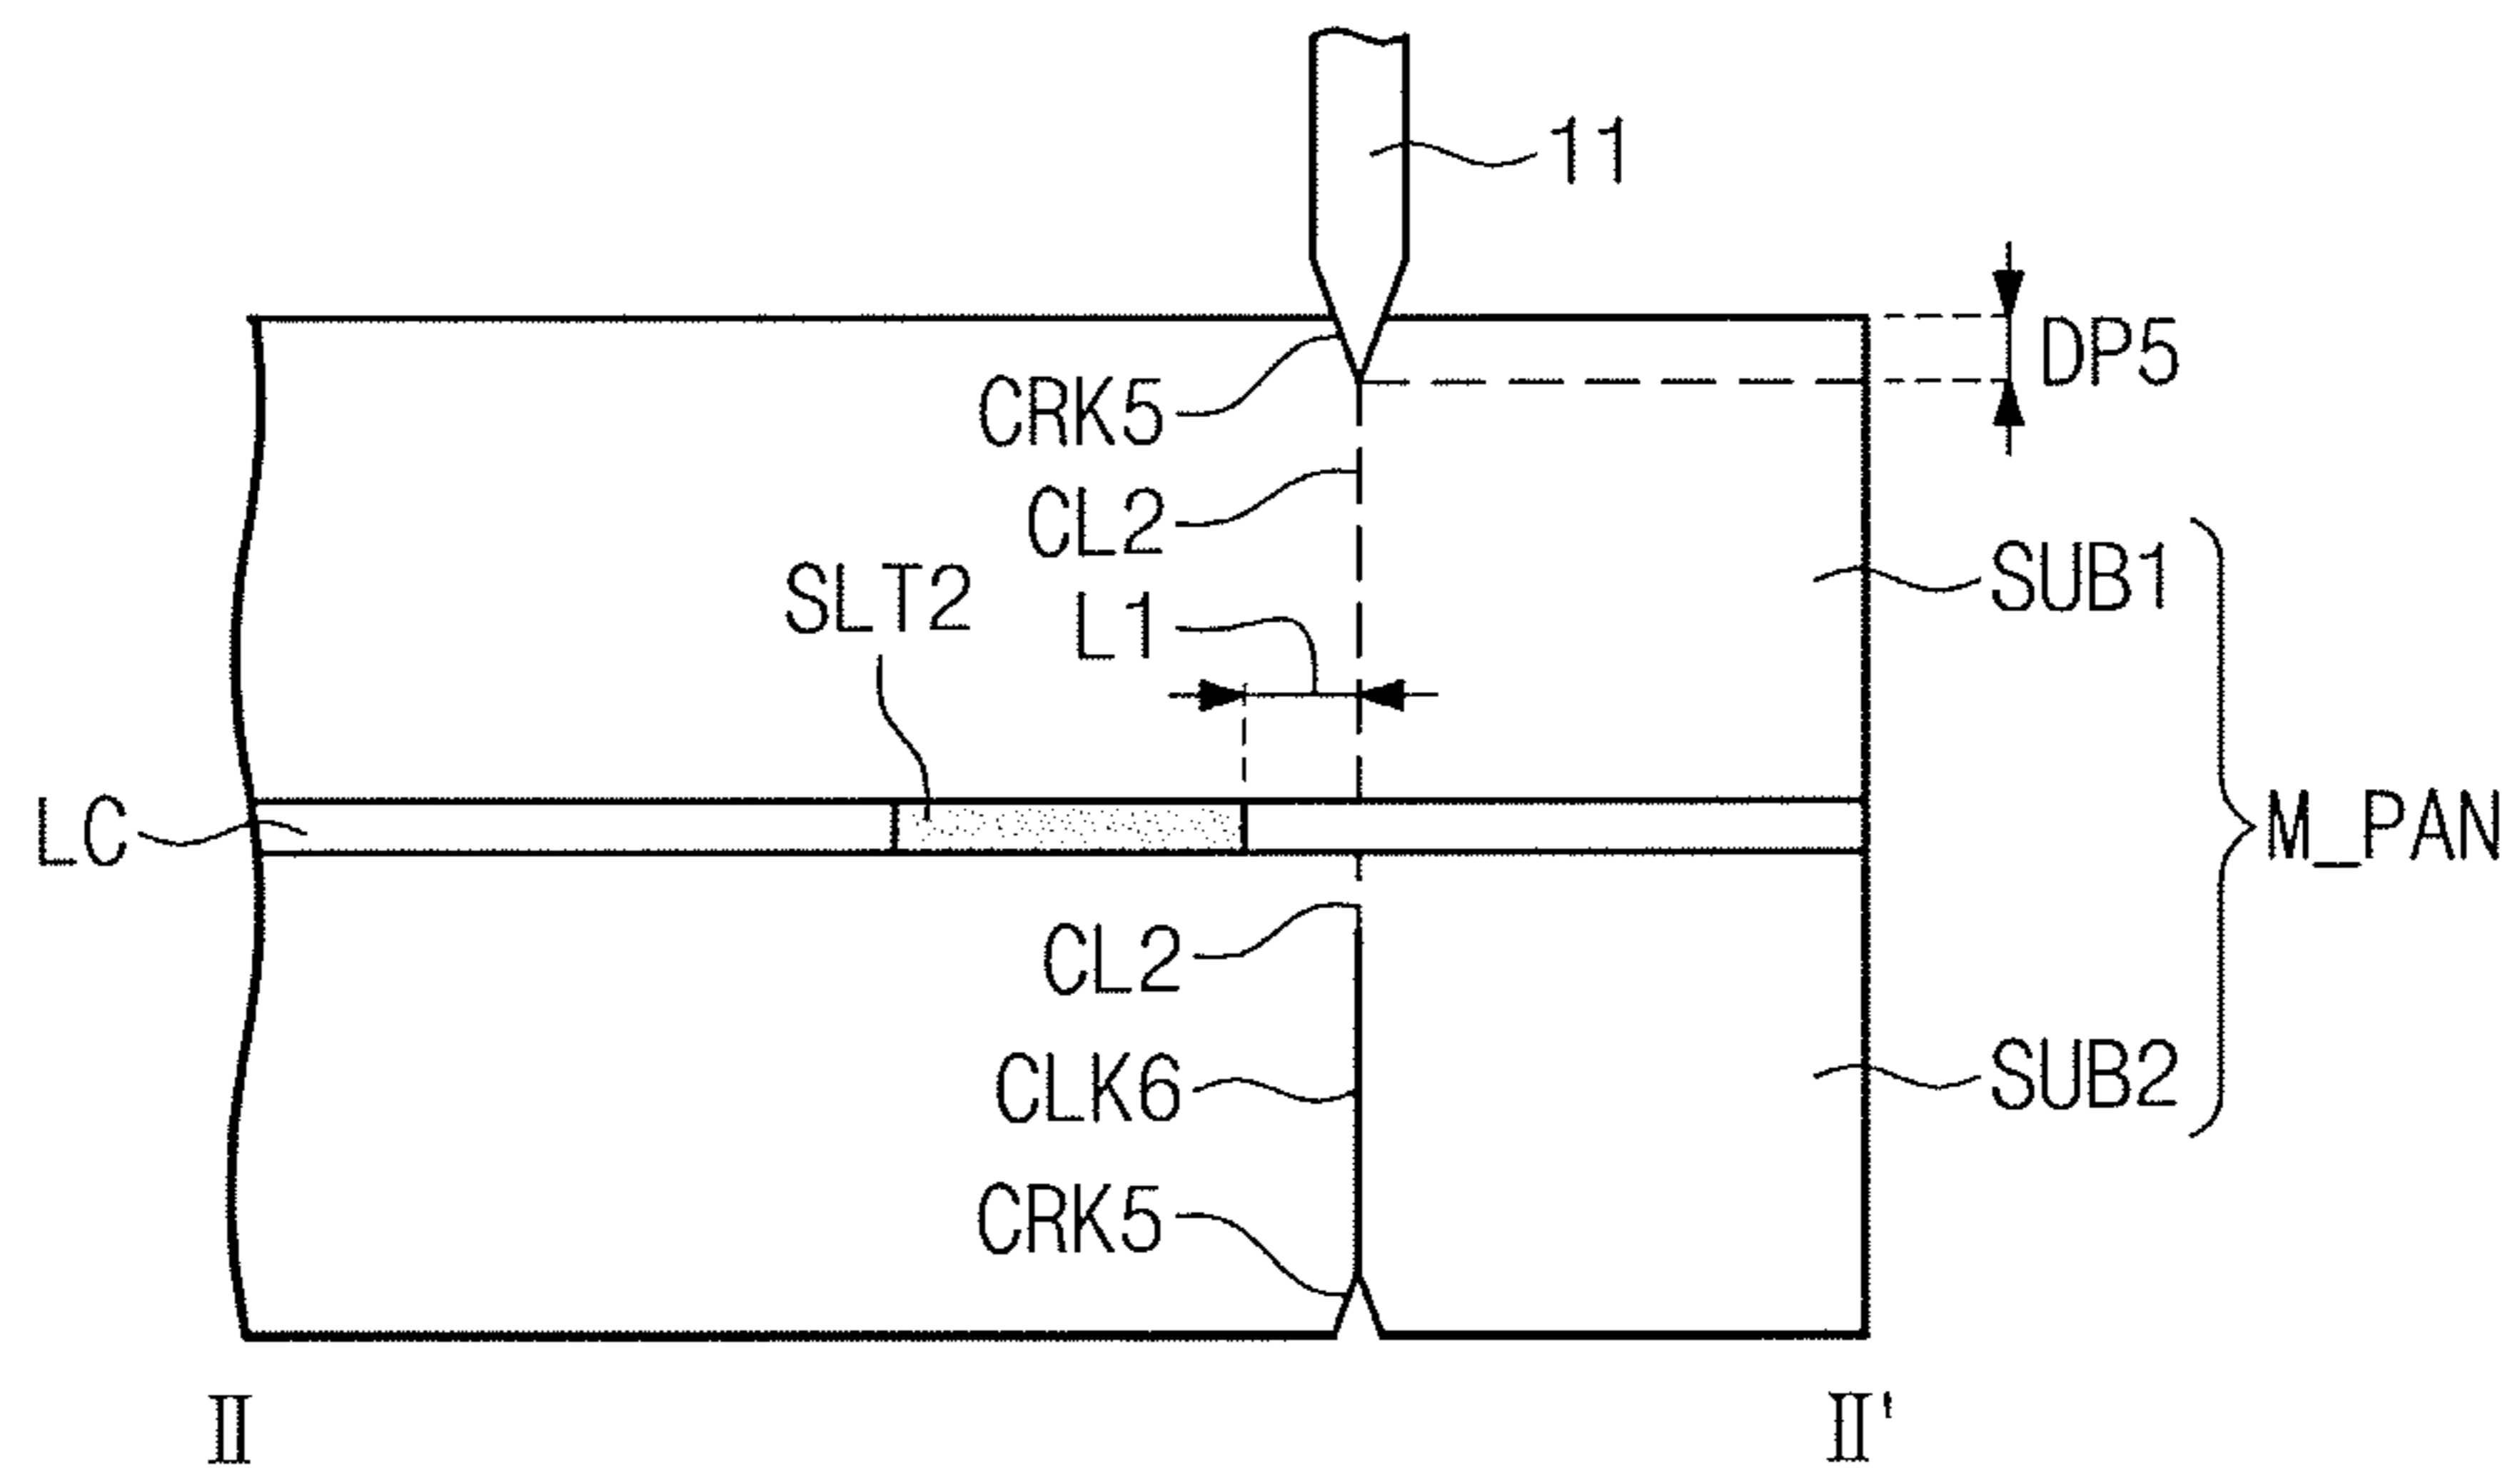 11
DP5
CRK5
CL2
SLT2
L1
SUB1
LC
M_PAN
CL2
CLK6
SUB2
CRK5
II
II'